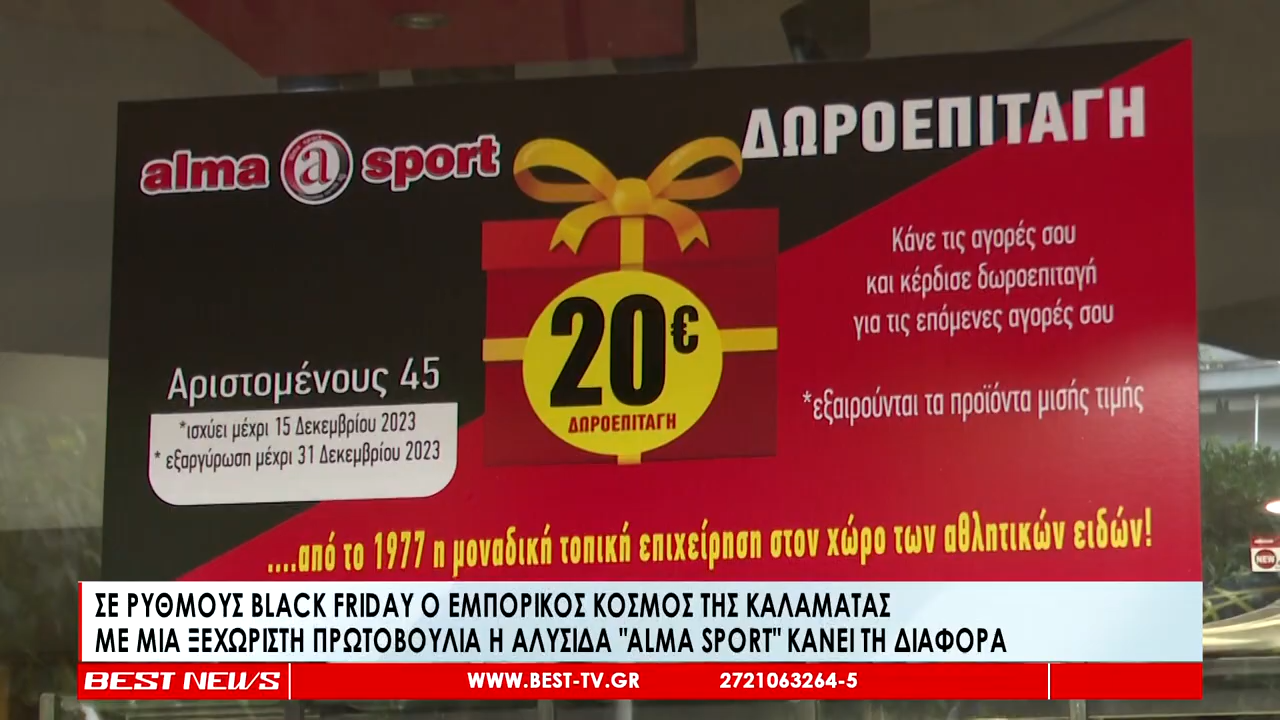 alma a sport
ΔΩΡΟΕΠΙΤΑΓΗ
Κάνε τις αγορές σου
και κέρδισε δωροεπιταγή
για τις επόμενες αγορές σου
20€
ΔΩΡΟΕΠΙΤΑΓΗ
*εξαιρούνται τα προϊόντα μισής τιμής
Αριστομένους 45
*ισχύει μέχρι 15 Δεκεμβρίου 2023
* εξαργύρωση μέχρι 31 Δεκεμβρίου 2023
....από το 1977 η μοναδική τοπική επιχείρηση στον χώρο των αθλητικών ειδών!
NEW
ΣΕ ΡΥΘΜΟΥΣ BLACK FRIDAY Ο ΕΜΠΟΡΙΚΟΣ ΚΟΣΜΟΣ ΤΗΣ ΚΑΛΑΜΑΤΑΣ
ΜΕ ΜΙΑ ΞΕΧΩΡΙΣΤΗ ΠΡΩΤΟΒΟΥΛΙΑ Η ΑΛΥΣΙΔΑ "ALMA SPORT" ΚΑΝΕΙ ΤΗ ΔΙΑΦΟΡΑ
BEST NEWS WWW.BEST-TV.GR 2721063264-5